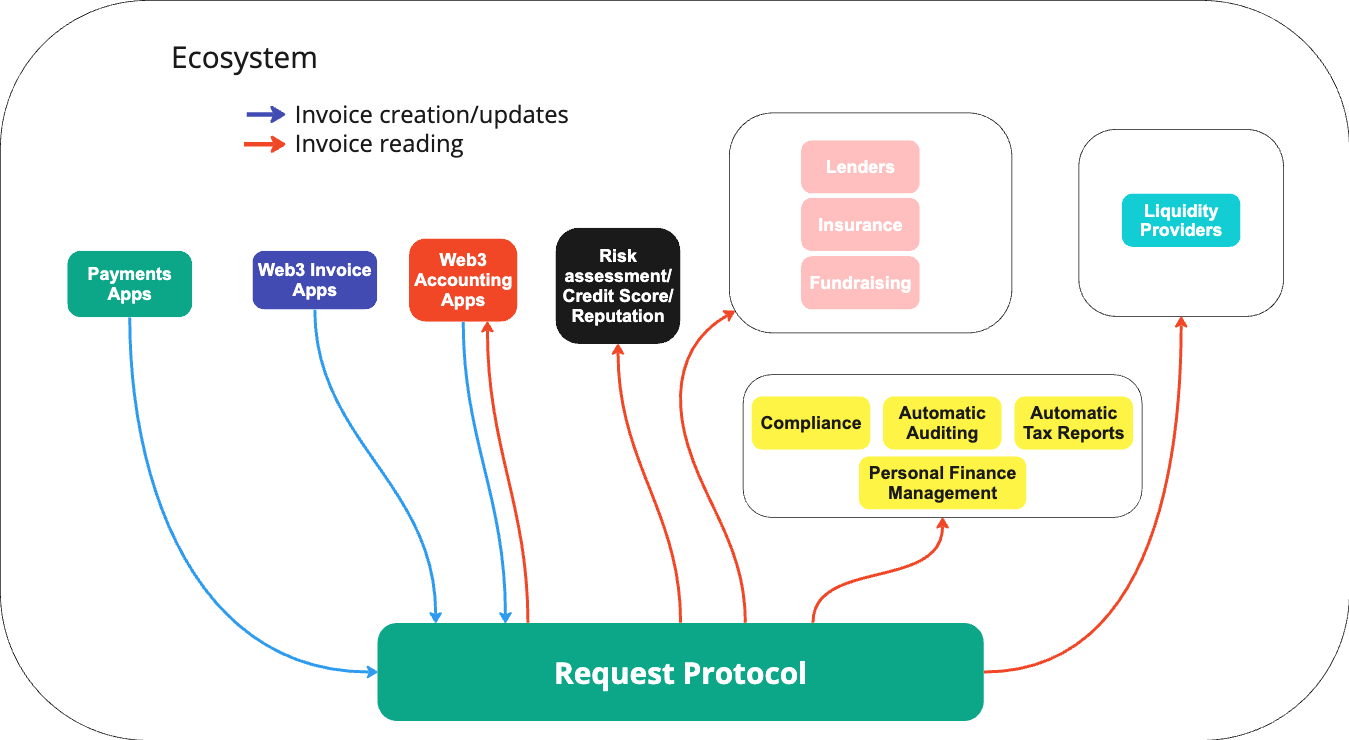 Ecosystem
Invoice creation/updates
Invoice reading
Payments
Apps
Web3 Invoice
Apps
Web3
Accounting
Apps
Risk
assessment/
Credit Score/
Reputation
Lenders
Insurance
Fundraising
Liquidity
Providers
Compliance
Automatic
Auditing
Automatic
Tax Reports
Personal Finance
Management
Request Protocol